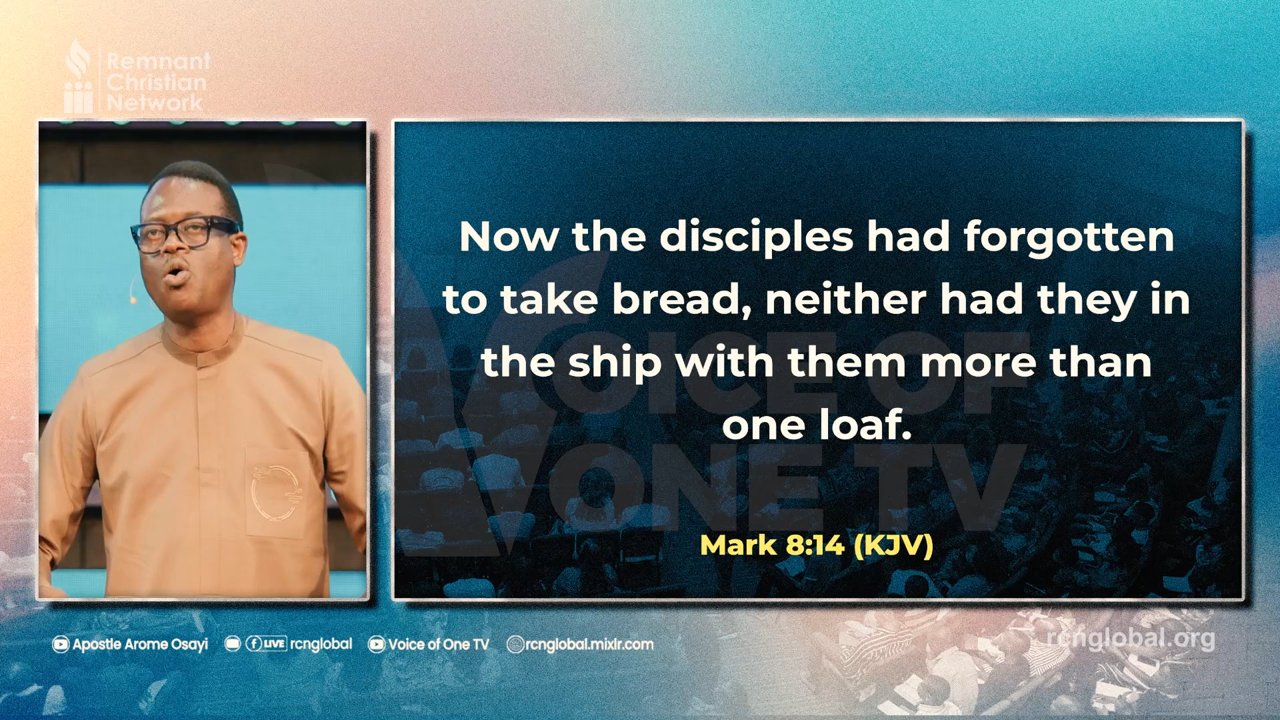 Remnant
Christian
Network
Now the disciples had forgotten
to take bread, neither had they in
the ship with them more than
one loaf.
VOICE OF
ONE TV
Mark 8:14 (KJV)
Apostle Arome Osayi
LIVE rcnglobal
Voice of One TV
rcnglobal.mixlr.com
rcnglobal.org